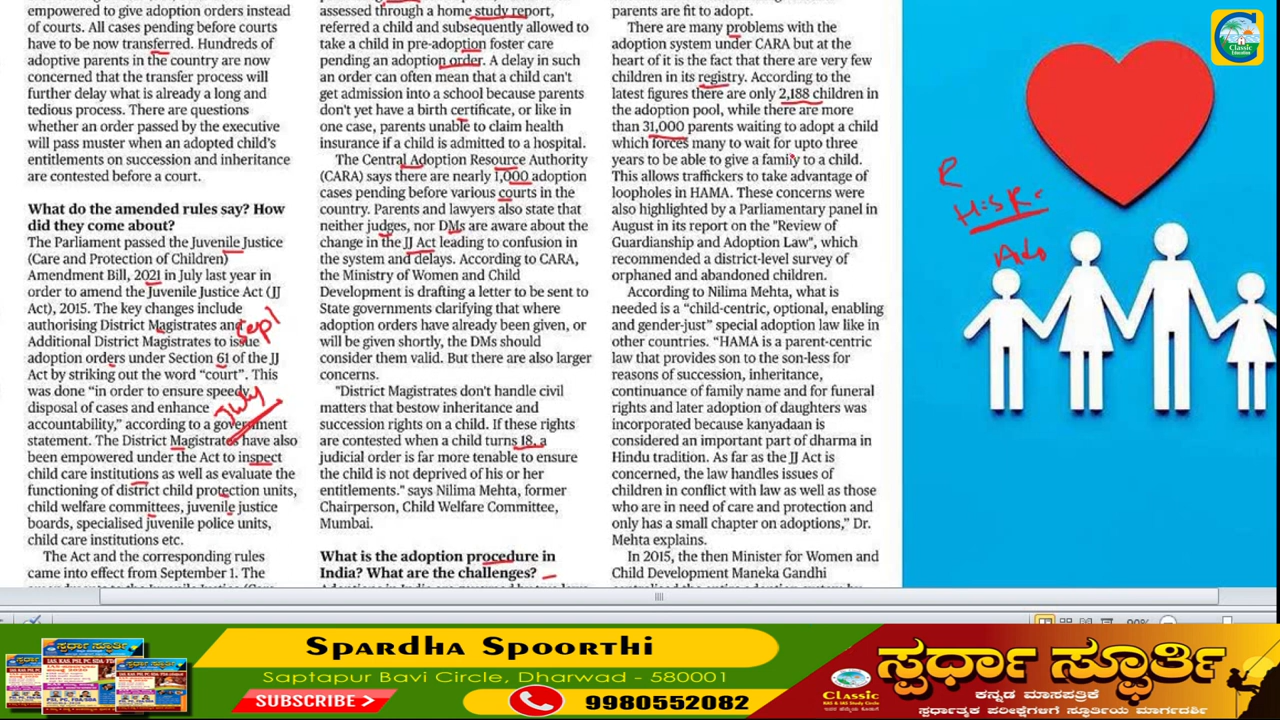 empowered to give adoption orders instead
of courts. All cases pending before courts
have to be now transferred. Hundreds of
adoptive parents in the country are now
concerned that the transfer process will
further delay what is already a long and
tedious process. There are questions
whether an order passed by the executive
will pass muster when an adopted child's
entitlements on succession and inheritance
are contested before a court.
What do the amended rules say? How
did they come about?
The Parliament passed the Juvenile Justice
(Care and Protection of Children)
Amendment Bill, 2021 in July last year in
order to amend the Juvenile Justice Act (JJ
Act), 2015. The key changes include
authorising District Magistrates and
Additional District Magistrates to issue
adoption orders under Section 61 of the JJ
Act by striking out the word “court”. This
was done “in order to ensure speedy
disposal of cases and enhance
accountability,” according to a government
statement. The District Magistrates have also
been empowered under the Act to inspect
child care institutions as well as evaluate the
functioning of district child protection units,
child welfare committees, juvenile justice
boards, specialised juvenile police units,
child care institutions etc.
The Act and the corresponding rules
came into effect from September 1. The
Sept
July
assessed through a home study report,
referred a child and subsequently allowed to
take a child in pre-adoption foster care
pending an adoption order. A delay in such
an order can often mean that a child can't
get admission into a school because parents
don't yet have a birth certificate, or like in
one case, parents unable to claim health
insurance if a child is admitted to a hospital.
The Central Adoption Resource Authority
(CARA) says there are nearly 1,000 adoption
cases pending before various courts in the
country. Parents and lawyers also state that
neither judges, nor DMs are aware about the
change in the JJ Act leading to confusion in
the system and delays. According to CARA,
the Ministry of Women and Child
Development is drafting a letter to be sent to
State governments clarifying that where
adoption orders have already been given, or
will be given shortly, the DMs should
consider them valid. But there are also larger
concerns.
"District Magistrates don't handle civil
matters that bestow inheritance and
succession rights on a child. If these rights
are contested when a child turns 18, a
judicial order is far more tenable to ensure
the child is not deprived of his or her
entitlements." says Nilima Mehta, former
Chairperson, Child Welfare Committee,
Mumbai.
What is the adoption procedure in
India? What are the challenges?
parents are fit to adopt.
There are many problems with the
adoption system under CARA but at the
heart of it is the fact that there are very few
children in its registry. According to the
latest figures there are only 2,188 children in
the adoption pool, while there are more
than 31,000 parents waiting to adopt a child
which forces many to wait for upto three
years to be able to give a family to a child.
This allows traffickers to take advantage of
loopholes in HAMA. These concerns were
also highlighted by a Parliamentary panel in
August in its report on the "Review of
Guardianship and Adoption Law", which
recommended a district-level survey of
orphaned and abandoned children.
According to Nilima Mehta, what is
needed is a “child-centric, optional, enabling
and gender-just” special adoption law like in
other countries. “HAMA is a parent-centric
law that provides son to the son-less for
reasons of succession, inheritance,
continuance of family name and for funeral
rights and later adoption of daughters was
incorporated because kanyadaan is
considered an important part of dharma in
Hindu tradition. As far as the JJ Act is
concerned, the law handles issues of
children in conflict with law as well as those
who are in need of care and protection and
only has a small chapter on adoptions,” Dr.
Mehta explains.
In 2015, the then Minister for Women and
Child Development Maneka Gandhi
R
Classic
Education
Spardha Spoorthi
Saptapur Bavi Circle, Dharwad - 580001
SUBSCRIBE
9980552082
ಸ್ಪರ್ಧಾ ಸ್ಫೂರ್ತಿ
ಕನ್ನಡ ಮಾಸಪತ್ರಿಕೆ
ಸ್ಪರ್ಧಾತ್ಮಕ ಪರೀಕ್ಷೆಗಳಿಗೆ ಸ್ಫೂರ್ತಿಯ ಮಾರ್ಗದರ್ಶಿ
Classic
IAS & KAS Study Circle